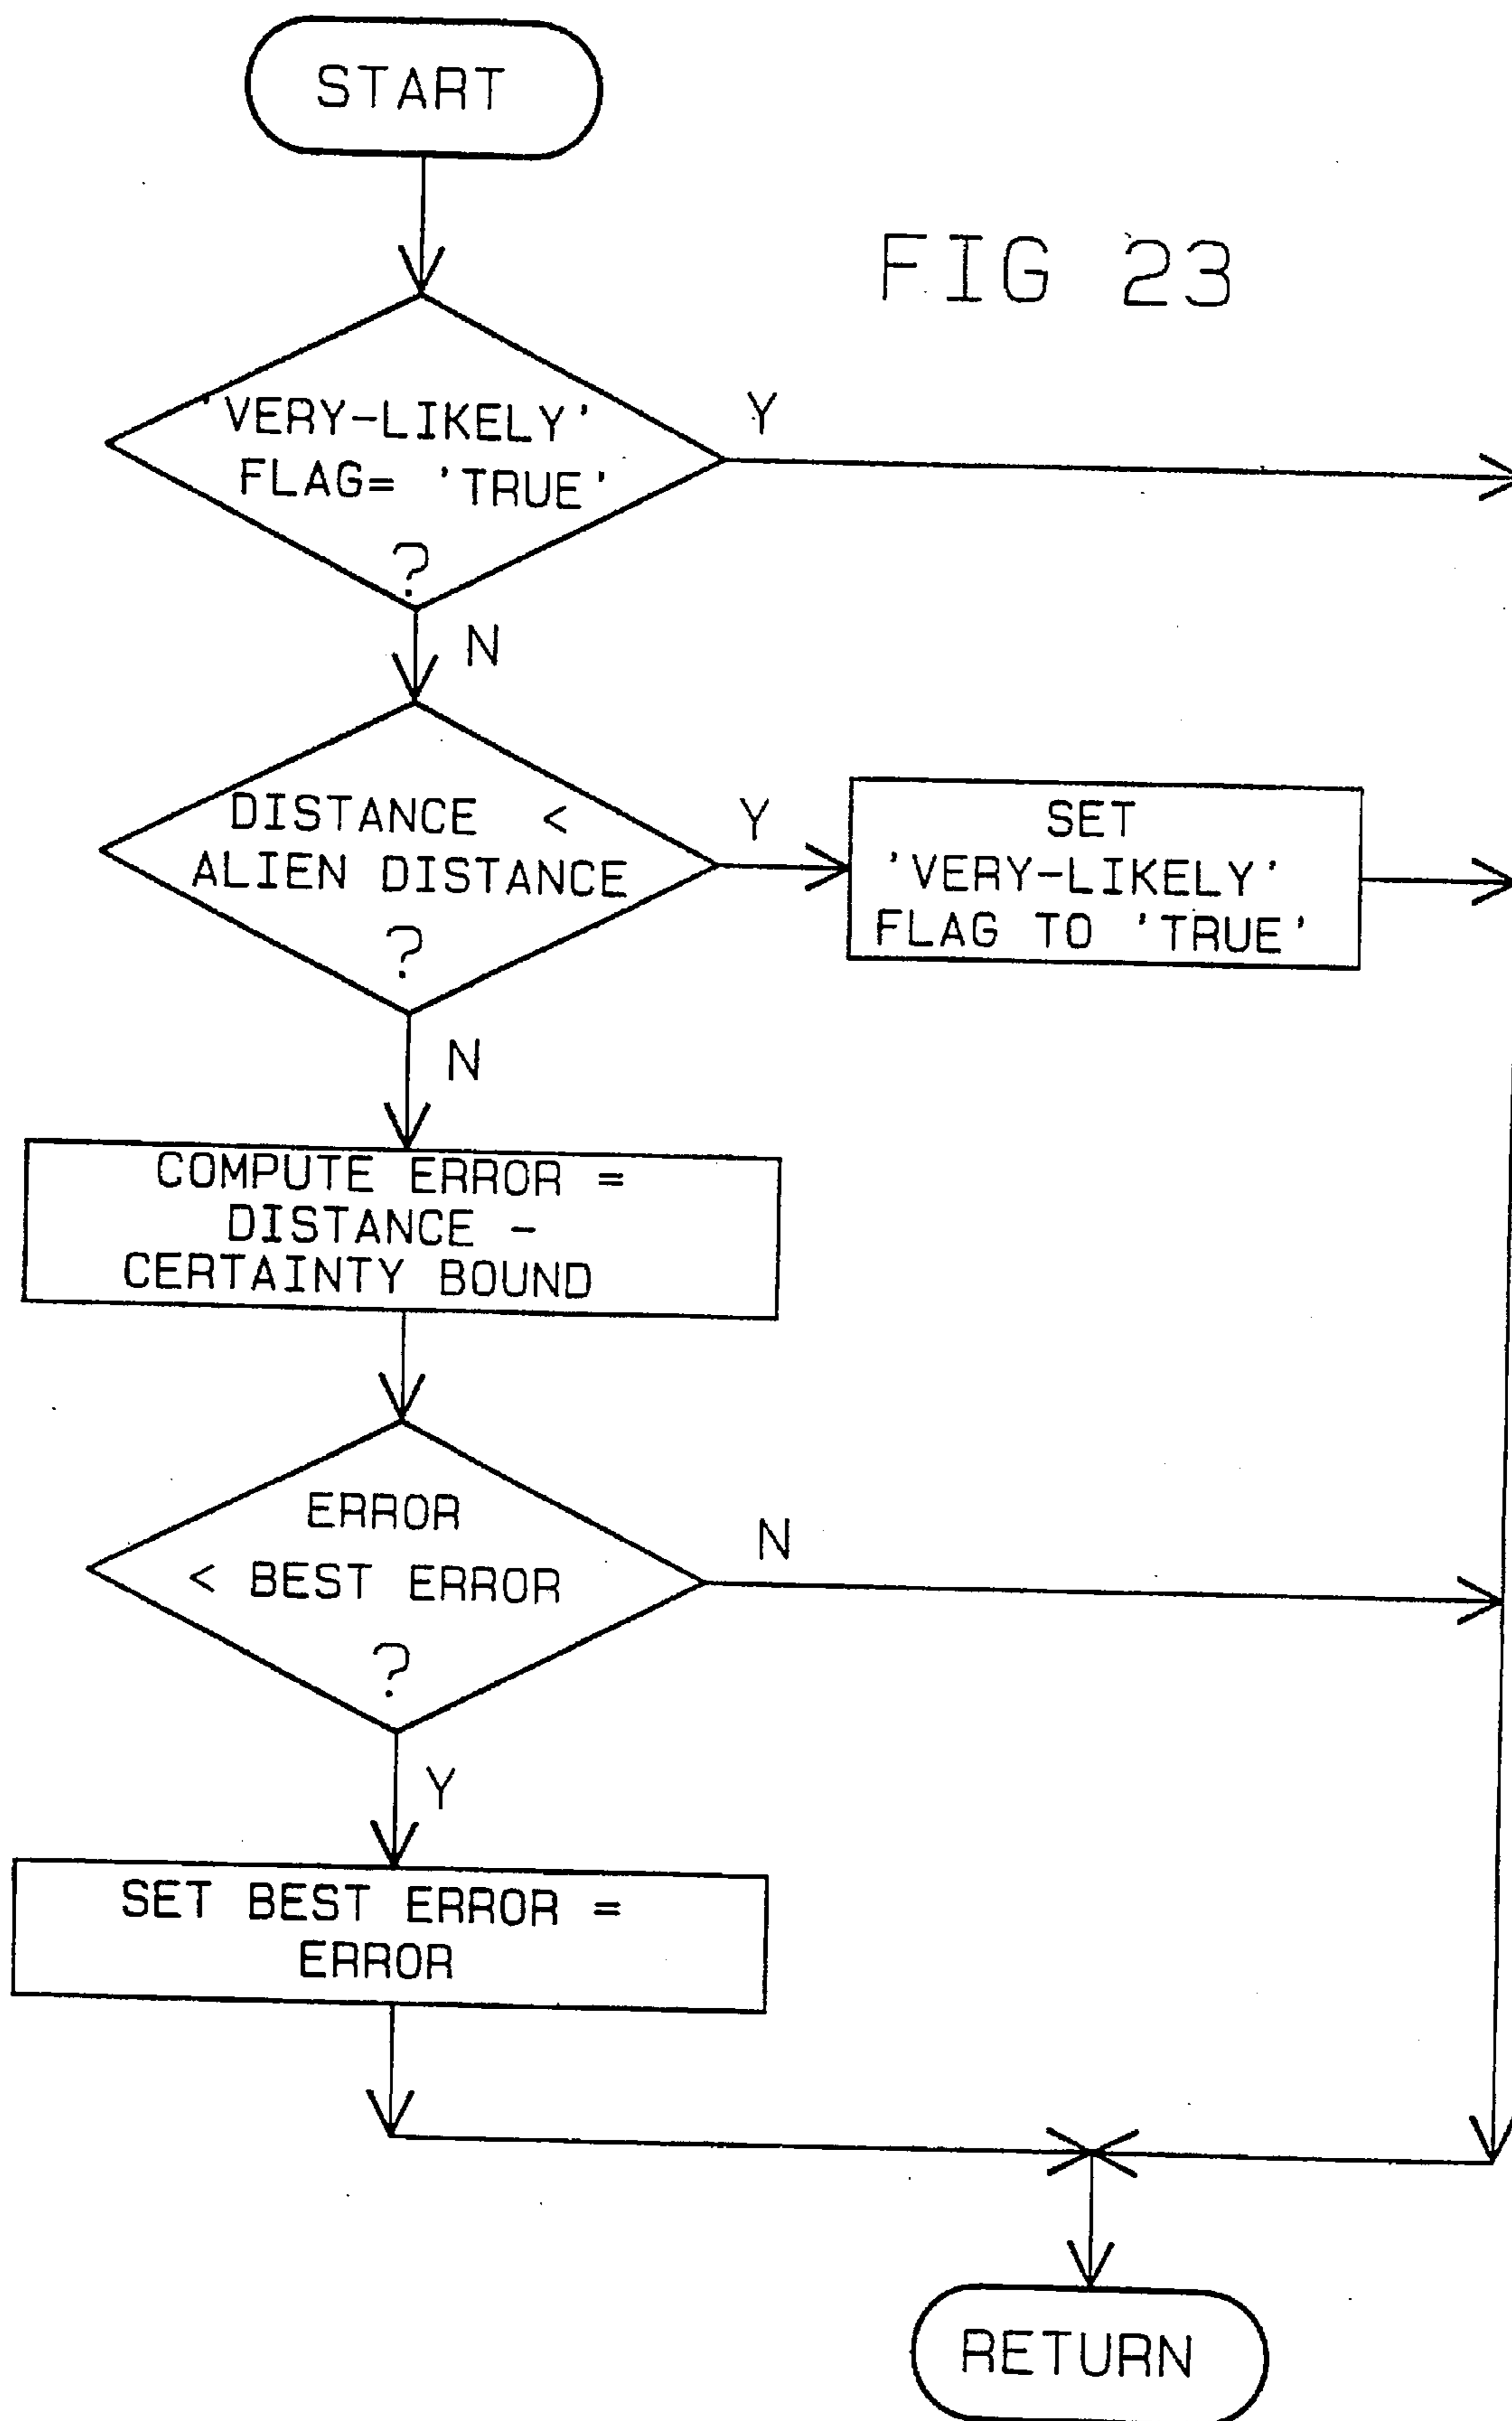 START
FIG 23
'VERY-LIKELY'
FLAG= 'TRUE'
?
Y
N
DISTANCE <
ALIEN DISTANCE
?
Y
SET
'VERY-LIKELY'
FLAG TO 'TRUE'
N
COMPUTE ERROR =
DISTANCE -
CERTAINTY BOUND
ERROR
< BEST ERROR
?
N
Y
SET BEST ERROR =
ERROR
RETURN